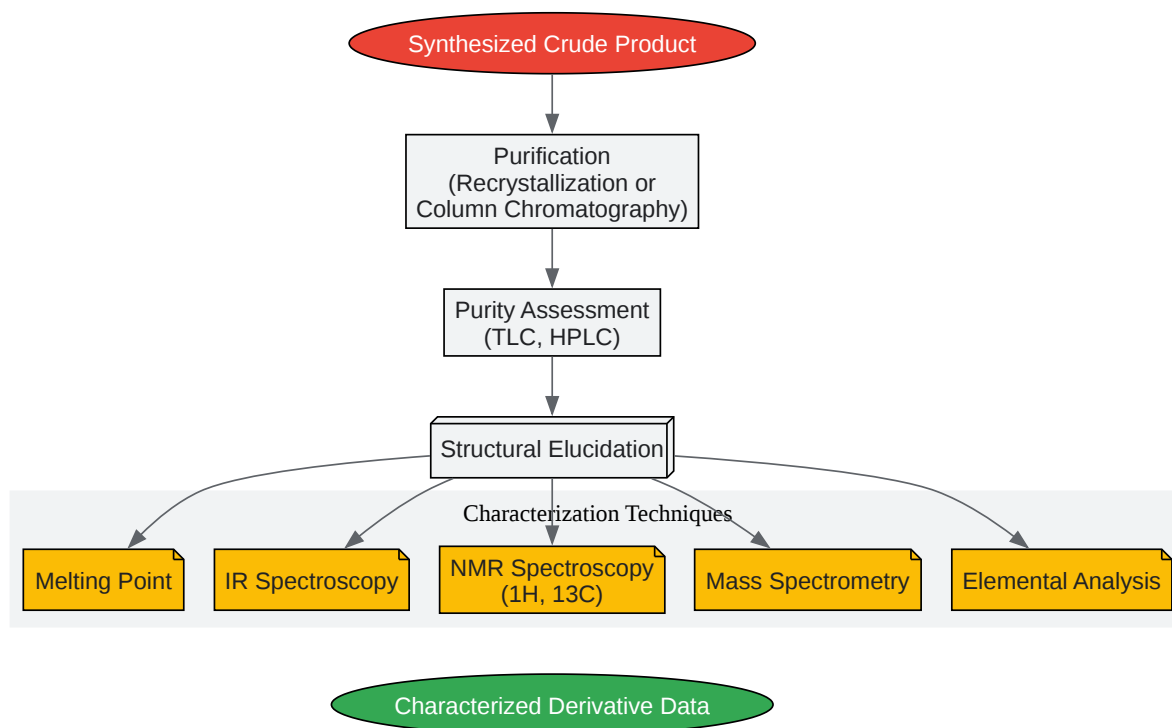 Synthesized Crude Product
Purification
(Recrystallization or
Column Chromatography)
Purity Assessment
(TLC, HPLC)
Structural Elucidation
Characterization Techniques
Melting Point
IR Spectroscopy
NMR Spectroscopy
(1H, 13C)
Mass Spectrometry
Elemental Analysis
Characterized Derivative Data